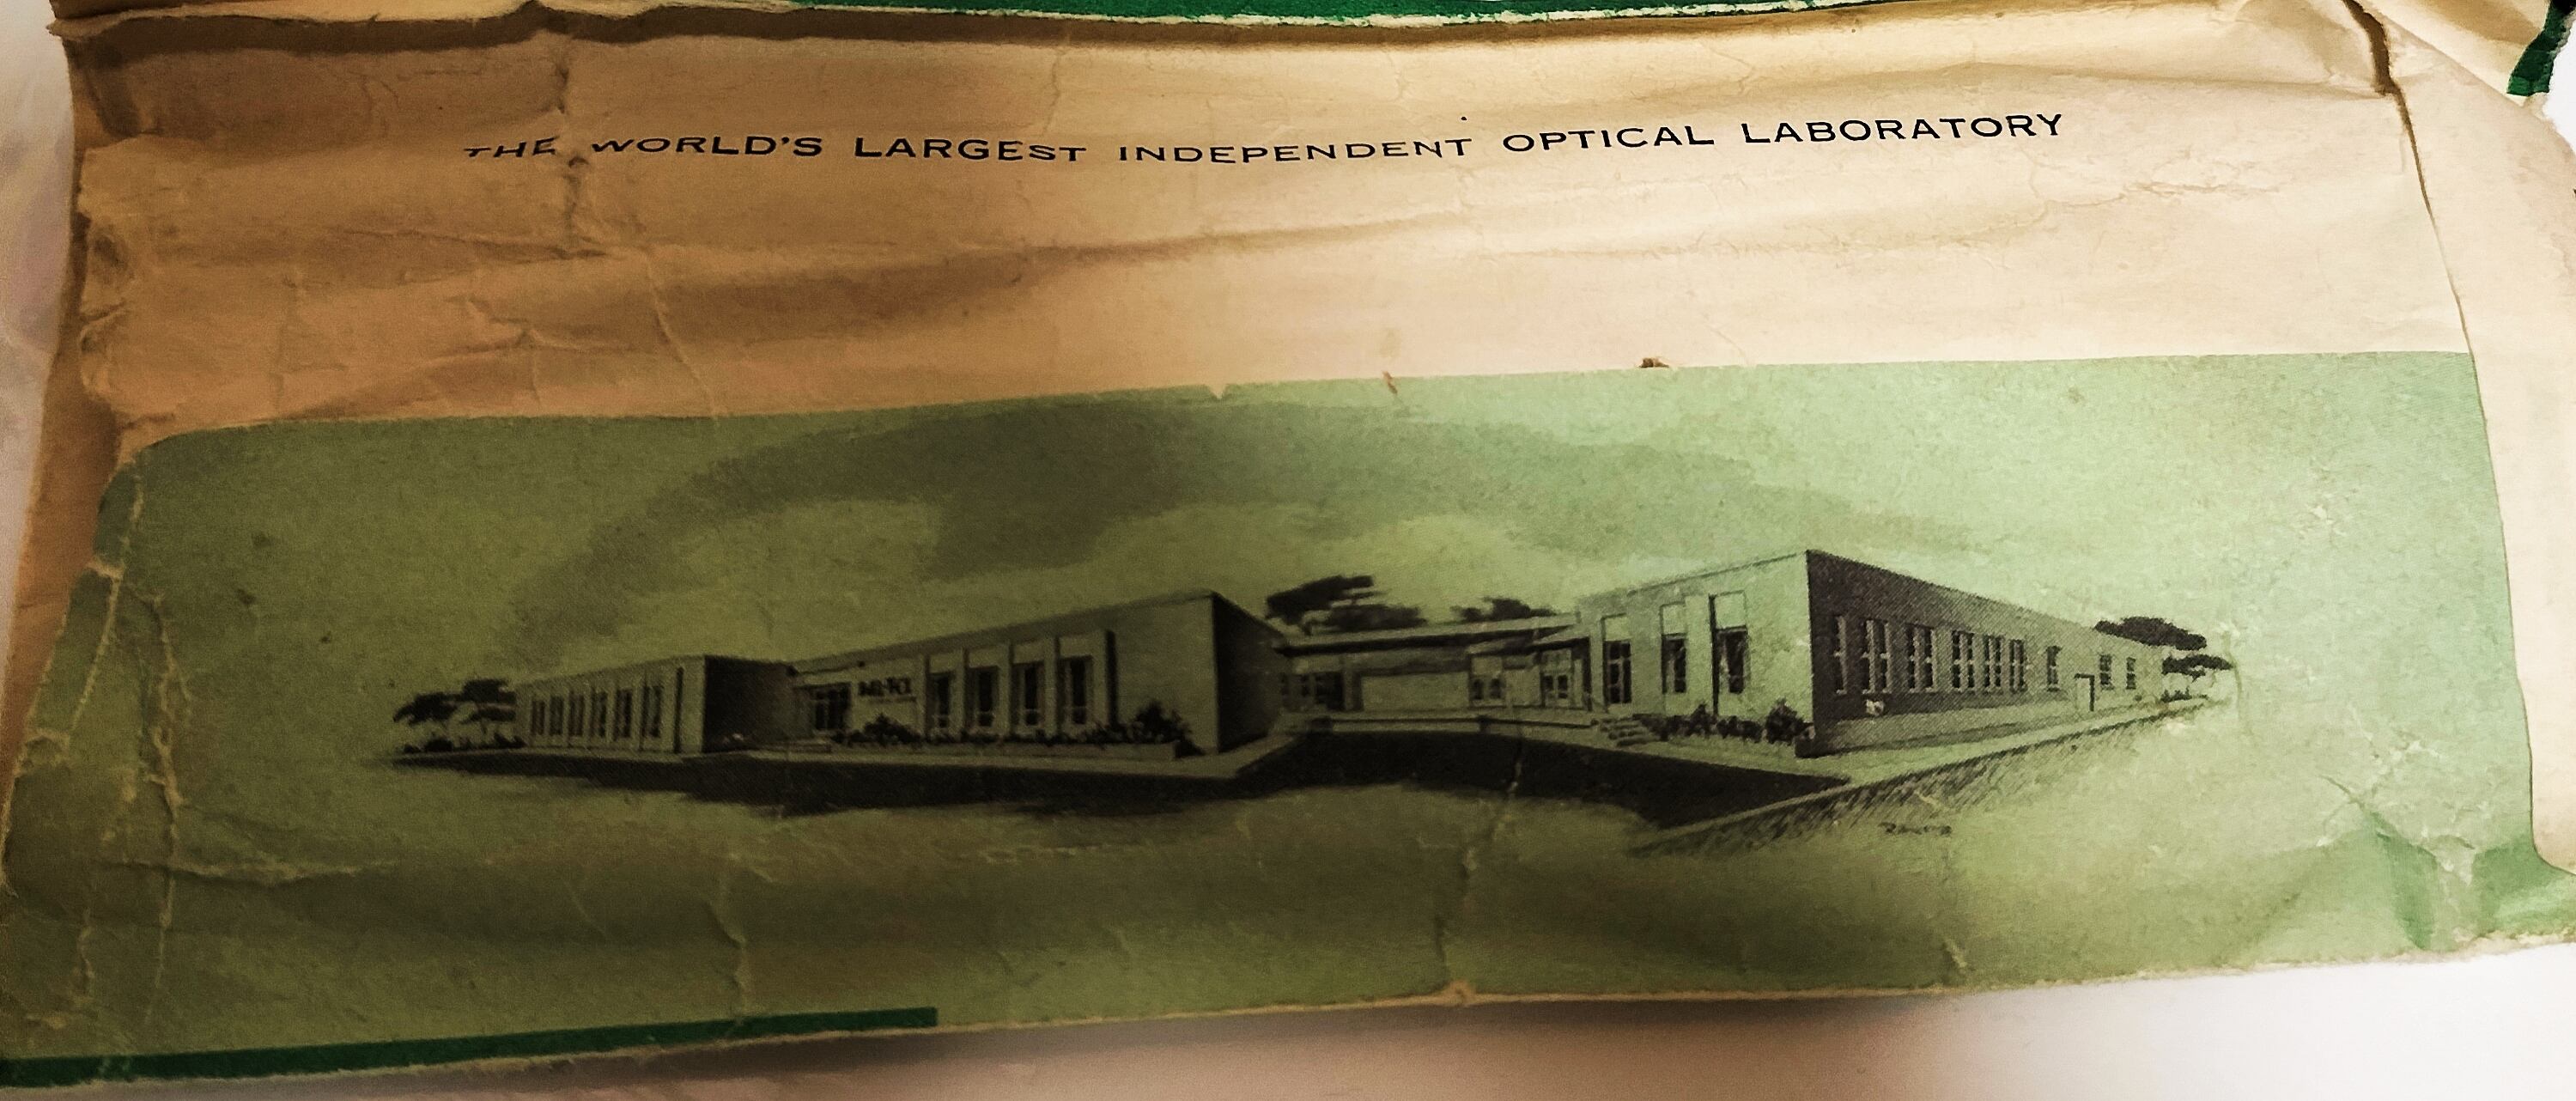 THE WORLD'S LARGEST INDEPENDENT OPTICAL LABORATORY